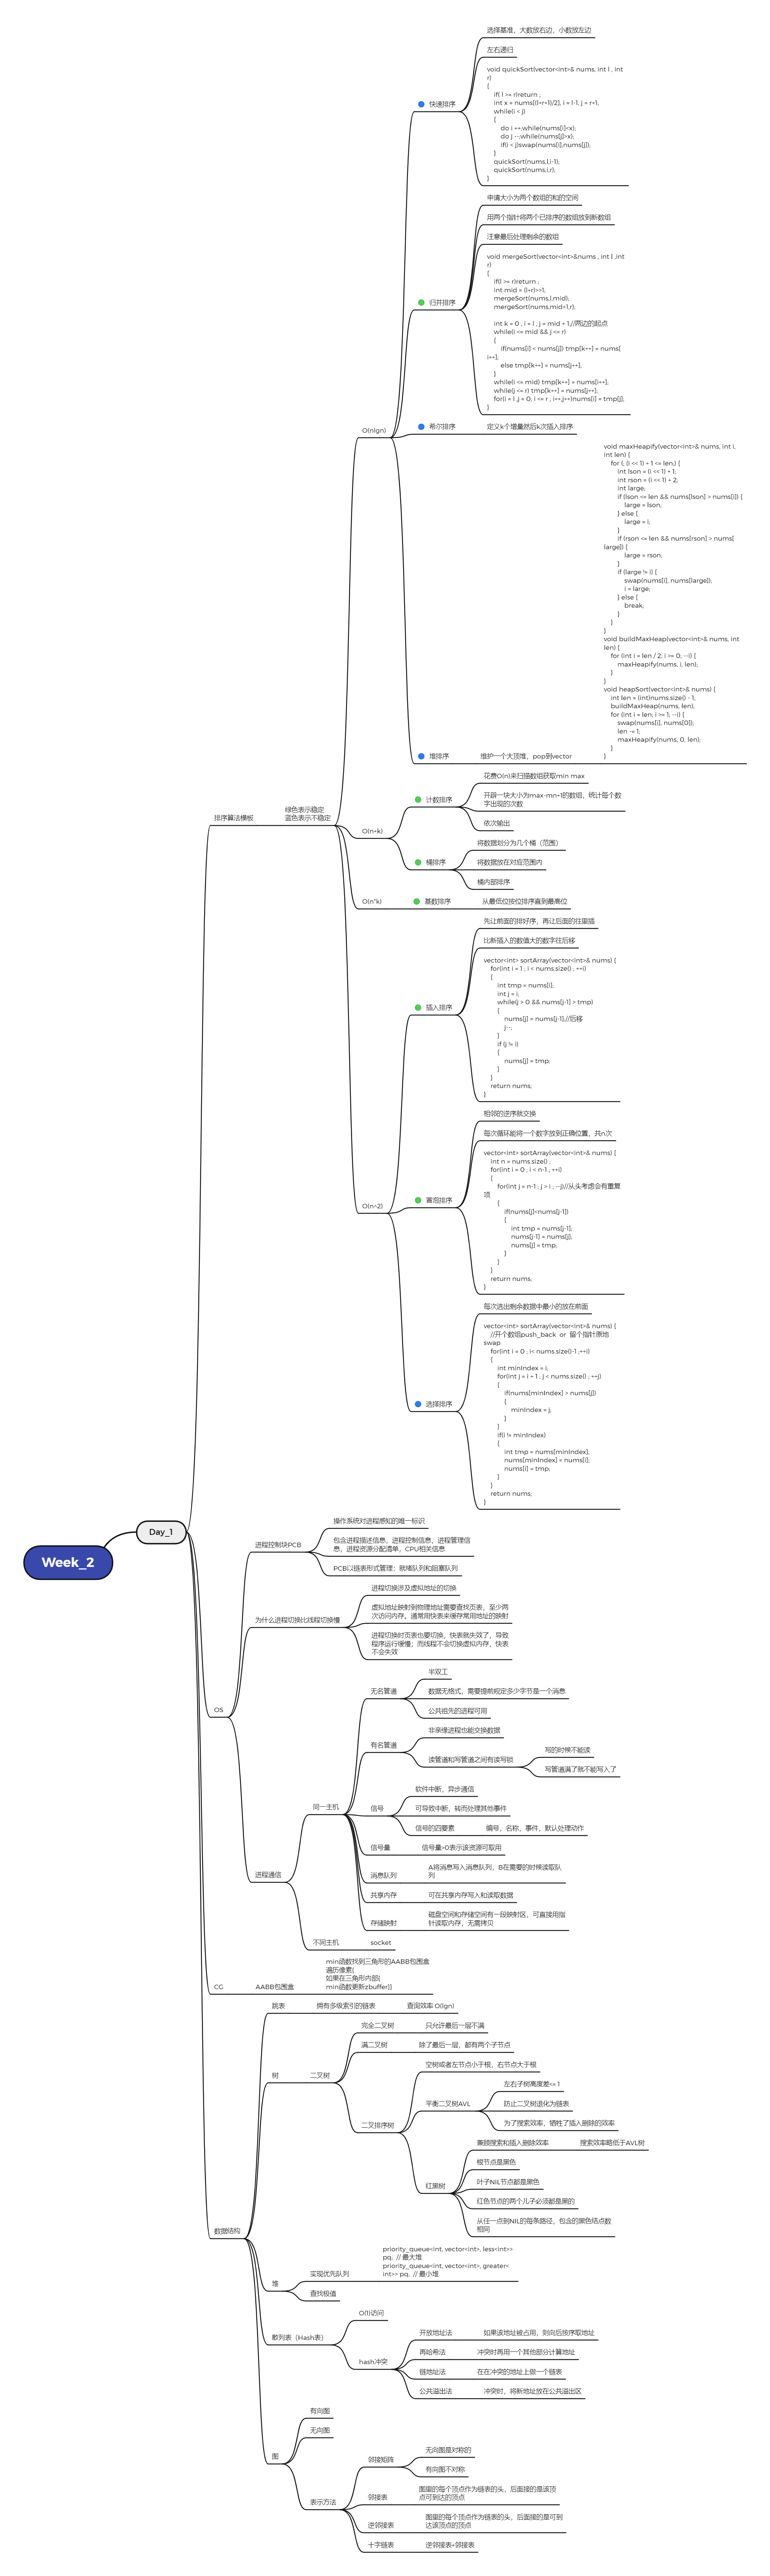 Week_2
Day_1
排序算法模板
绿色表示稳定
蓝色表示不稳定
O(nlgn)
快速排序
选择基准，大数放右边，小数放左边
左右递归
void quickSort(vector<int>& nums, int l , int
r)
{
if( l >= r)return ;
int x = nums[(l+r+1)/2], i = l-1, j = r+1;
while(i < j)
{
do i ++;while(nums[i]<x);
do j --;while(nums[j]>x);
if(i < j)swap(nums[i],nums[j]);
}
quickSort(nums,l,i-1);
quickSort(nums,i,r);
}
归并排序
申请大小为两个数组的和的空间
用两个指针将两个已排序的数组放到新数组
注意最后处理剩余的数组
void mergeSort(vector<int>&nums , int l ,int
r)
{
if(l >= r)return ;
int mid = (l+r)>>1;
mergeSort(nums,l,mid);
mergeSort(nums,mid+1,r);
int k = 0 , i = l , j = mid + 1;//两边的起点
while(i <= mid && j <= r)
{
if(nums[i] < nums[j]) tmp[k++] = nums[
i++];
else tmp[k++] = nums[j++];
}
while(i <= mid) tmp[k++] = nums[i++];
while(j <= r) tmp[k++] = nums[j++];
for(i = l ,j = 0; i <= r ; i++,j++)nums[i] = tmp[j];
}
希尔排序
定义k个增量然后k次插入排序
堆排序
维护一个大顶堆，pop到vector
void maxHeapify(vector<int>& nums, int i,
int len) {
for (; (i << 1) + 1 <= len;) {
int lson = (i << 1) + 1;
int rson = (i << 1) + 2;
int large;
if (lson <= len && nums[lson] > nums[i]) {
large = lson;
} else {
large = i;
}
if (rson <= len && nums[rson] > nums[
large]) {
large = rson;
}
if (large != i) {
swap(nums[i], nums[large]);
i = large;
} else {
break;
}
}
}
void buildMaxHeap(vector<int>& nums, int
len) {
for (int i = len / 2; i >= 0; --i) {
maxHeapify(nums, i, len);
}
}
void heapSort(vector<int>& nums) {
int len = (int)nums.size() - 1;
buildMaxHeap(nums, len);
for (int i = len; i >= 1; --i) {
swap(nums[i], nums[0]);
len -= 1;
maxHeapify(nums, 0, len);
}
}
O(n+k)
计数排序
花费O(n)来扫描数组获取min max
开辟一块大小为max-mn+1的数组，统计每个数
字出现的次数
依次输出
桶排序
将数据划分为几个桶（范围）
将数据放在对应范围内
桶内部排序
O(n*k)
基数排序
从最低位按位排序直到最高位
O(n^2)
插入排序
先让前面的排好序，再让后面的往里插
比新插入的数值大的数字往后移
vector<int> sortArray(vector<int>& nums) {
for(int i = 1 ; i < nums.size() ; ++i)
{
int tmp = nums[i];
int j = i;
while(j > 0 && nums[j-1] > tmp)
{
nums[j] = nums[j-1];//后移
j--;
}
if (j != i)
{
nums[j] = tmp;
}
}
return nums;
}
冒泡排序
相邻的逆序就交换
每次循环能将一个数字放到正确位置，共n次
vector<int> sortArray(vector<int>& nums) {
int n = nums.size() ;
for(int i = 0 ; i < n-1 ; ++i)
{
for(int j = n-1 ; j > i ; --j)//从头考虑会有重复
项
{
if(nums[j]<nums[j-1])
{
int tmp = nums[j-1];
nums[j-1] = nums[j];
nums[j] = tmp;
}
}
}
return nums;
}
选择排序
每次选出剩余数据中最小的放在前面
vector<int> sortArray(vector<int>& nums) {
//开个数组push_back or 留个指针原地
swap
for(int i = 0 ; i< nums.size()-1 ;++i)
{
int minIndex = i;
for(int j = i + 1 ; j < nums.size() ; ++j)
{
if(nums[minIndex] > nums[j])
{
minIndex = j;
}
}
if(i != minIndex)
{
int tmp = nums[minIndex];
nums[minIndex] = nums[i];
nums[i] = tmp;
}
}
return nums;
}
OS
进程控制块PCB
操作系统对进程感知的唯一标识
包含进程描述信息，进程控制信息，进程管理信
息，进程资源分配清单，CPU相关信息
PCB以链表形式管理：就绪队列和阻塞队列
为什么进程切换比线程切换慢
进程切换涉及虚拟地址的切换
虚拟地址映射到物理地址需要查找页表，至少两
次访问内存，通常用快表来缓存常用地址的映射
进程切换时页表也要切换，快表就失效了，导致
程序运行缓慢；而线程不会切换虚拟内存，快表
不会失效
进程通信
同一主机
无名管道
半双工
数据无格式，需要提前规定多少字节是一个消息
公共祖先的进程可用
有名管道
非亲缘进程也能交换数据
读管道和写管道之间有读写锁
写的时候不能读
写管道满了就不能写入了
信号
软件中断，异步通信
可导致中断，转而处理其他事件
信号的四要素
编号，名称，事件，默认处理动作
信号量
信号量>0表示该资源可取用
消息队列
A将消息写入消息队列，B在需要的时候读取队
列
共享内存
可在共享内存写入和读取数据
存储映射
磁盘空间和存储空间有一段映射区，可直接用指
针读取内存，无需拷贝
不同主机
socket
CG
AABB包围盒
min函数找到三角形的AABB包围盒
遍历像素{
如果在三角形内部{
min函数更新zbuffer}}
数据结构
跳表
拥有多级索引的链表
查询效率 O(lgn)
树
二叉树
完全二叉树
只允许最后一层不满
满二叉树
除了最后一层，都有两个子节点
二叉排序树
空树或者左节点小于根，右节点大于根
平衡二叉树AVL
左右子树高度差<= 1
防止二叉树退化为链表
为了搜索效率，牺牲了插入删除的效率
红黑树
兼顾搜索和插入删除效率
搜索效率略低于AVL树
根节点是黑色
叶子NIL节点都是黑色
红色节点的两个儿子必须都是黑的
从任一点到NIL的每条路径，包含的黑色结点数
相同
堆
实现优先队列
priority_queue<int, vector<int>, less<int>>
pq; // 最大堆
priority_queue<int, vector<int>, greater<
int>> pq; // 最小堆
查找极值
散列表（Hash表）
O(1)访问
hash冲突
开放地址法
如果该地址被占用，则向后按序取地址
再哈希法
冲突时再用一个其他部分计算地址
链地址法
在在冲突的地址上做一个链表
公共溢出法
冲突时，将新地址放在公共溢出区
图
有向图
无向图
表示方法
邻接矩阵
无向图是对称的
有向图不对称
邻接表
图里的每个顶点作为链表的头，后面接的是该顶
点可到达的顶点
逆邻接表
图里的每个顶点作为链表的头，后面接的是可到
达该顶点的顶点
十字链表
逆邻接表+邻接表